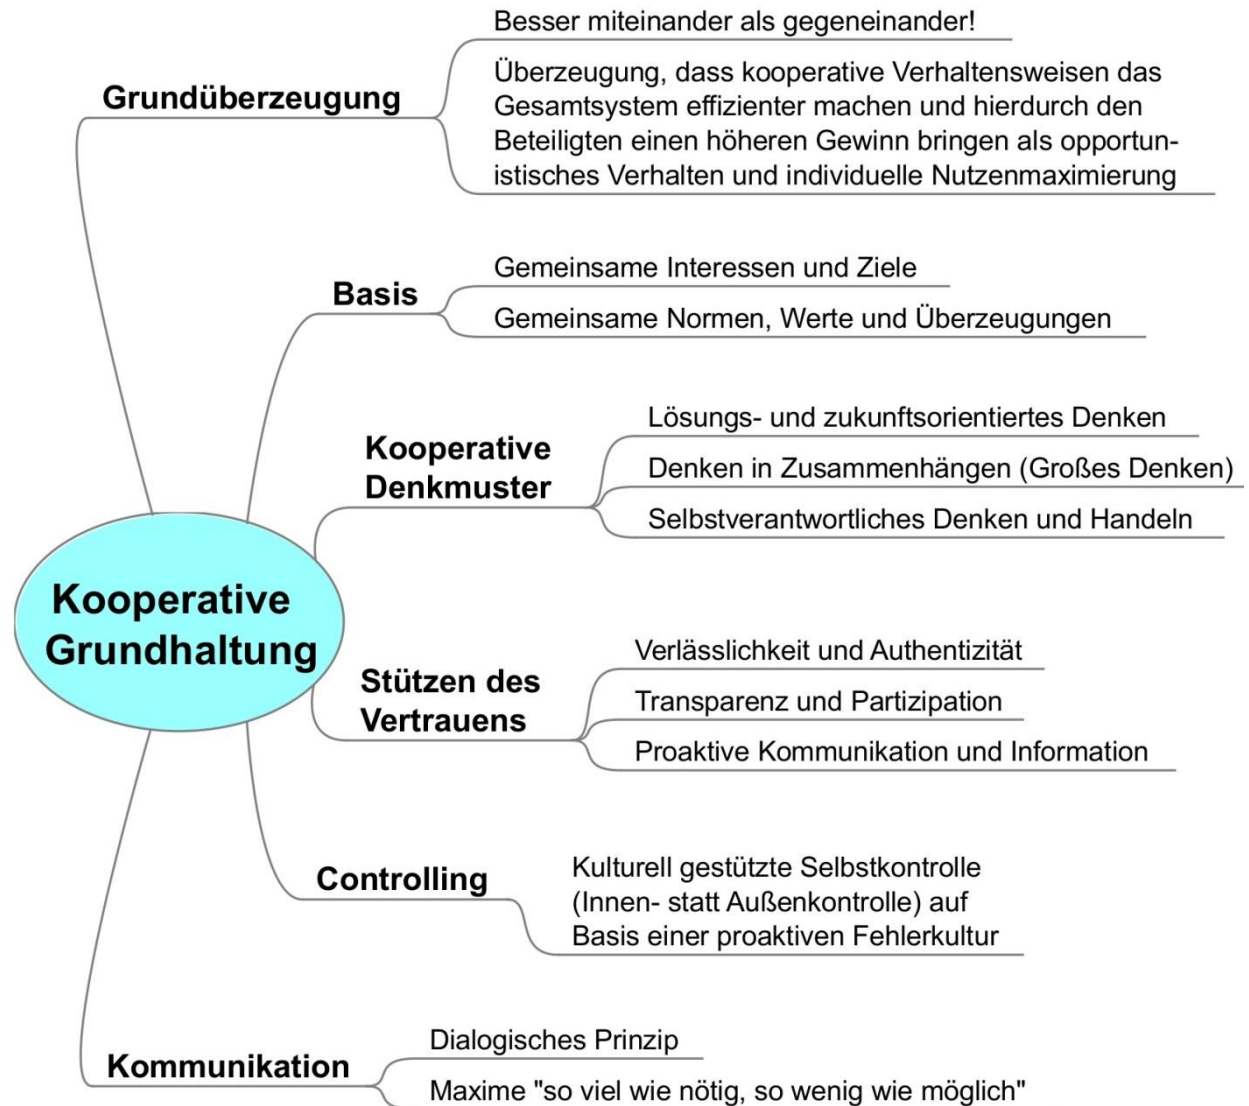 Besser miteinander als gegeneinander!
Grundüberzeugung
Überzeugung, dass kooperative Verhaltensweisen das
Gesamtsystem effizienter machen und hierdurch den
Beteiligten einen höheren Gewinn bringen als opportun-
istisches Verhalten und individuelle Nutzenmaximierung
Basis
Gemeinsame Interessen und Ziele
Gemeinsame Normen, Werte und Überzeugungen
Kooperative
Denkmuster
Lösungs- und zukunftsorientiertes Denken
Denken in Zusammenhängen (Großes Denken)
Selbstverantwortliches Denken und Handeln
Kooperative
Grundhaltung
Stützen des
Vertrauens
Verlässlichkeit und Authentizität
Transparenz und Partizipation
Proaktive Kommunikation und Information
Controlling
Kulturell gestützte Selbstkontrolle
(Innen- statt Außenkontrolle) auf
Basis einer proaktiven Fehlerkultur
Kommunikation
Dialogisches Prinzip
Maxime "so viel wie nötig, so wenig wie möglich"